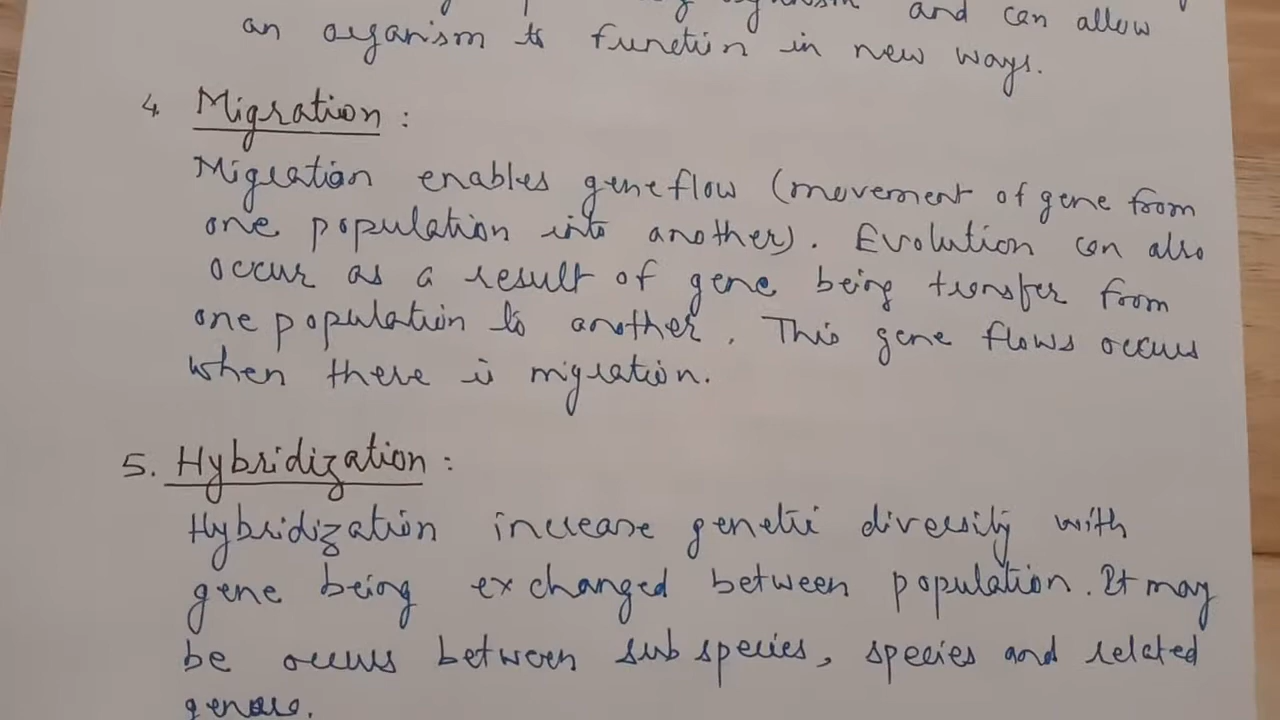 and can allow
an organism to function in new ways.
4. Migration :
Migration enables geneflow (movement of gene from
one population into another). Evolution can also
occur as a result of gene being transfer from
one population to another. This gene flows occurs
when there is migration.
5. Hybridization :
Hybridization increase genetic diversity with
gene being exchanged between population. It may
be occurs between sub species, species and related